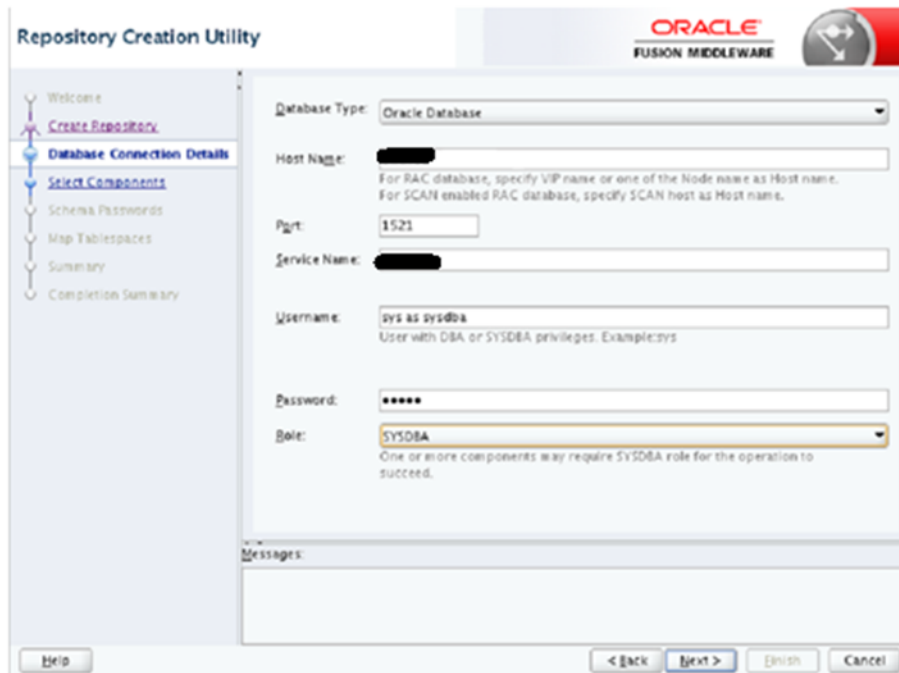 Repository Creation Utility
ORACLE
FUSION MIDDLEWARE
Welcome
Create Repository
Database Connection Details
Select Components
Schema Passwords
Map Tablespaces
Summary
Completion Summary
Database Type: Oracle Database
Host Name:
For RAC database, specify VIP name or one of the Node name as Host name.
For SCAN enabled RAC database, specify SCAN host as Host name.
Port: 1521
Service Name:
Username: sys as sysdba
User with DBA or SYSDBA privileges. Example:sys
Password: •••••
Role: SYSDBA
One or more components may require SYSDBA role for the operation to
succeed.
Messages:
Help
< Back Next > Finish Cancel